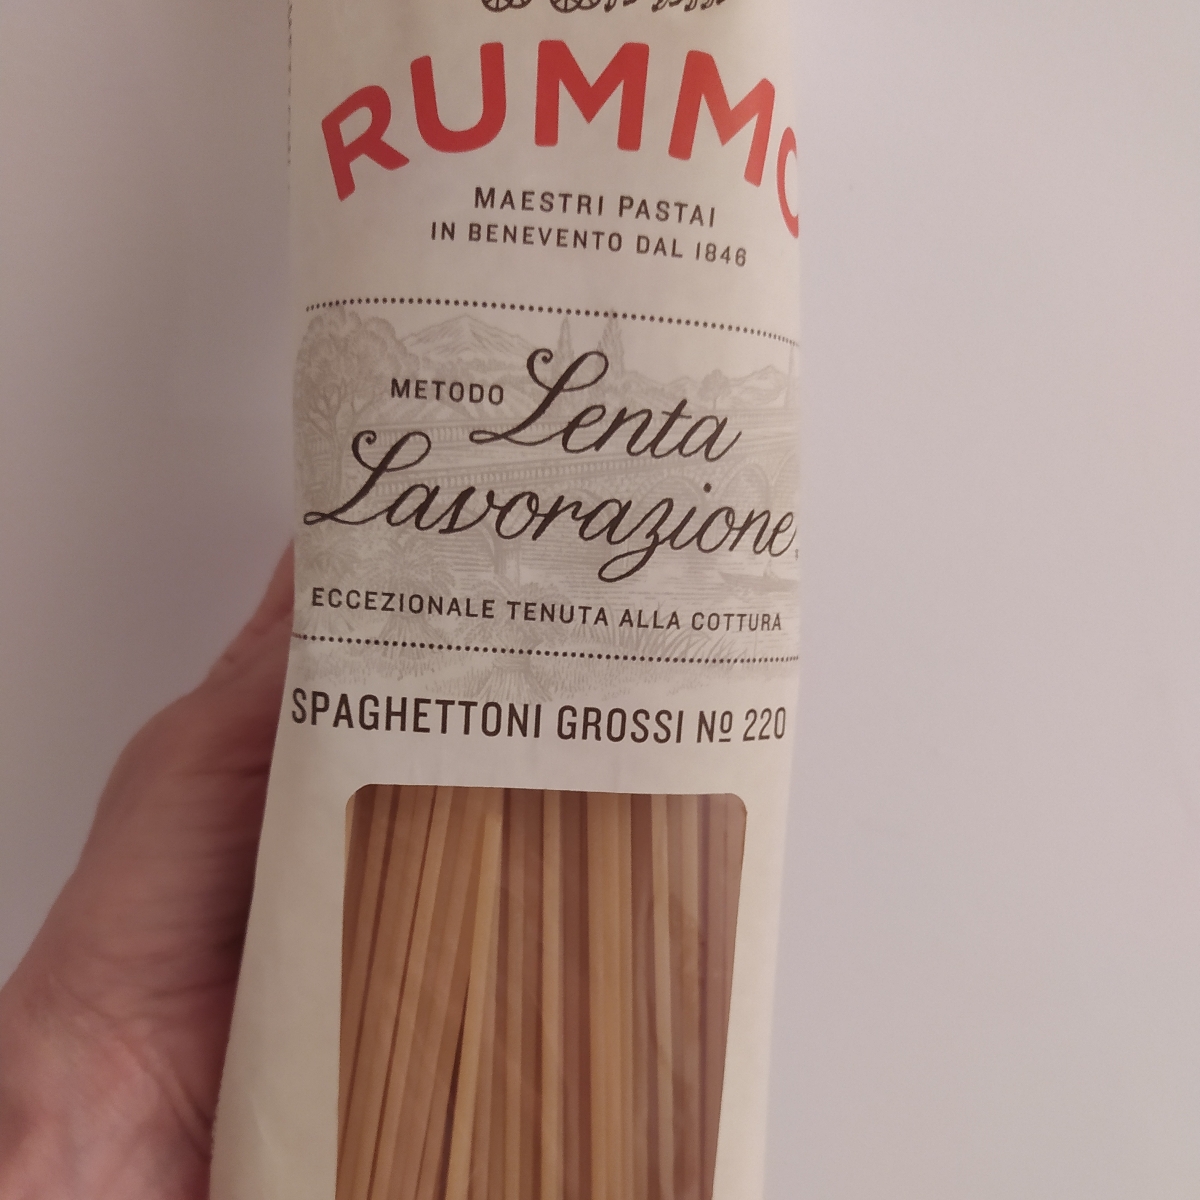 RUMMO
MAESTRI PASTAI
IN BENEVENTO DAL 1846
METODO Lenta
Lavorazione
ECCEZIONALE TENUTA ALLA COTTURA
SPAGHETTONI GROSSI Nº 220